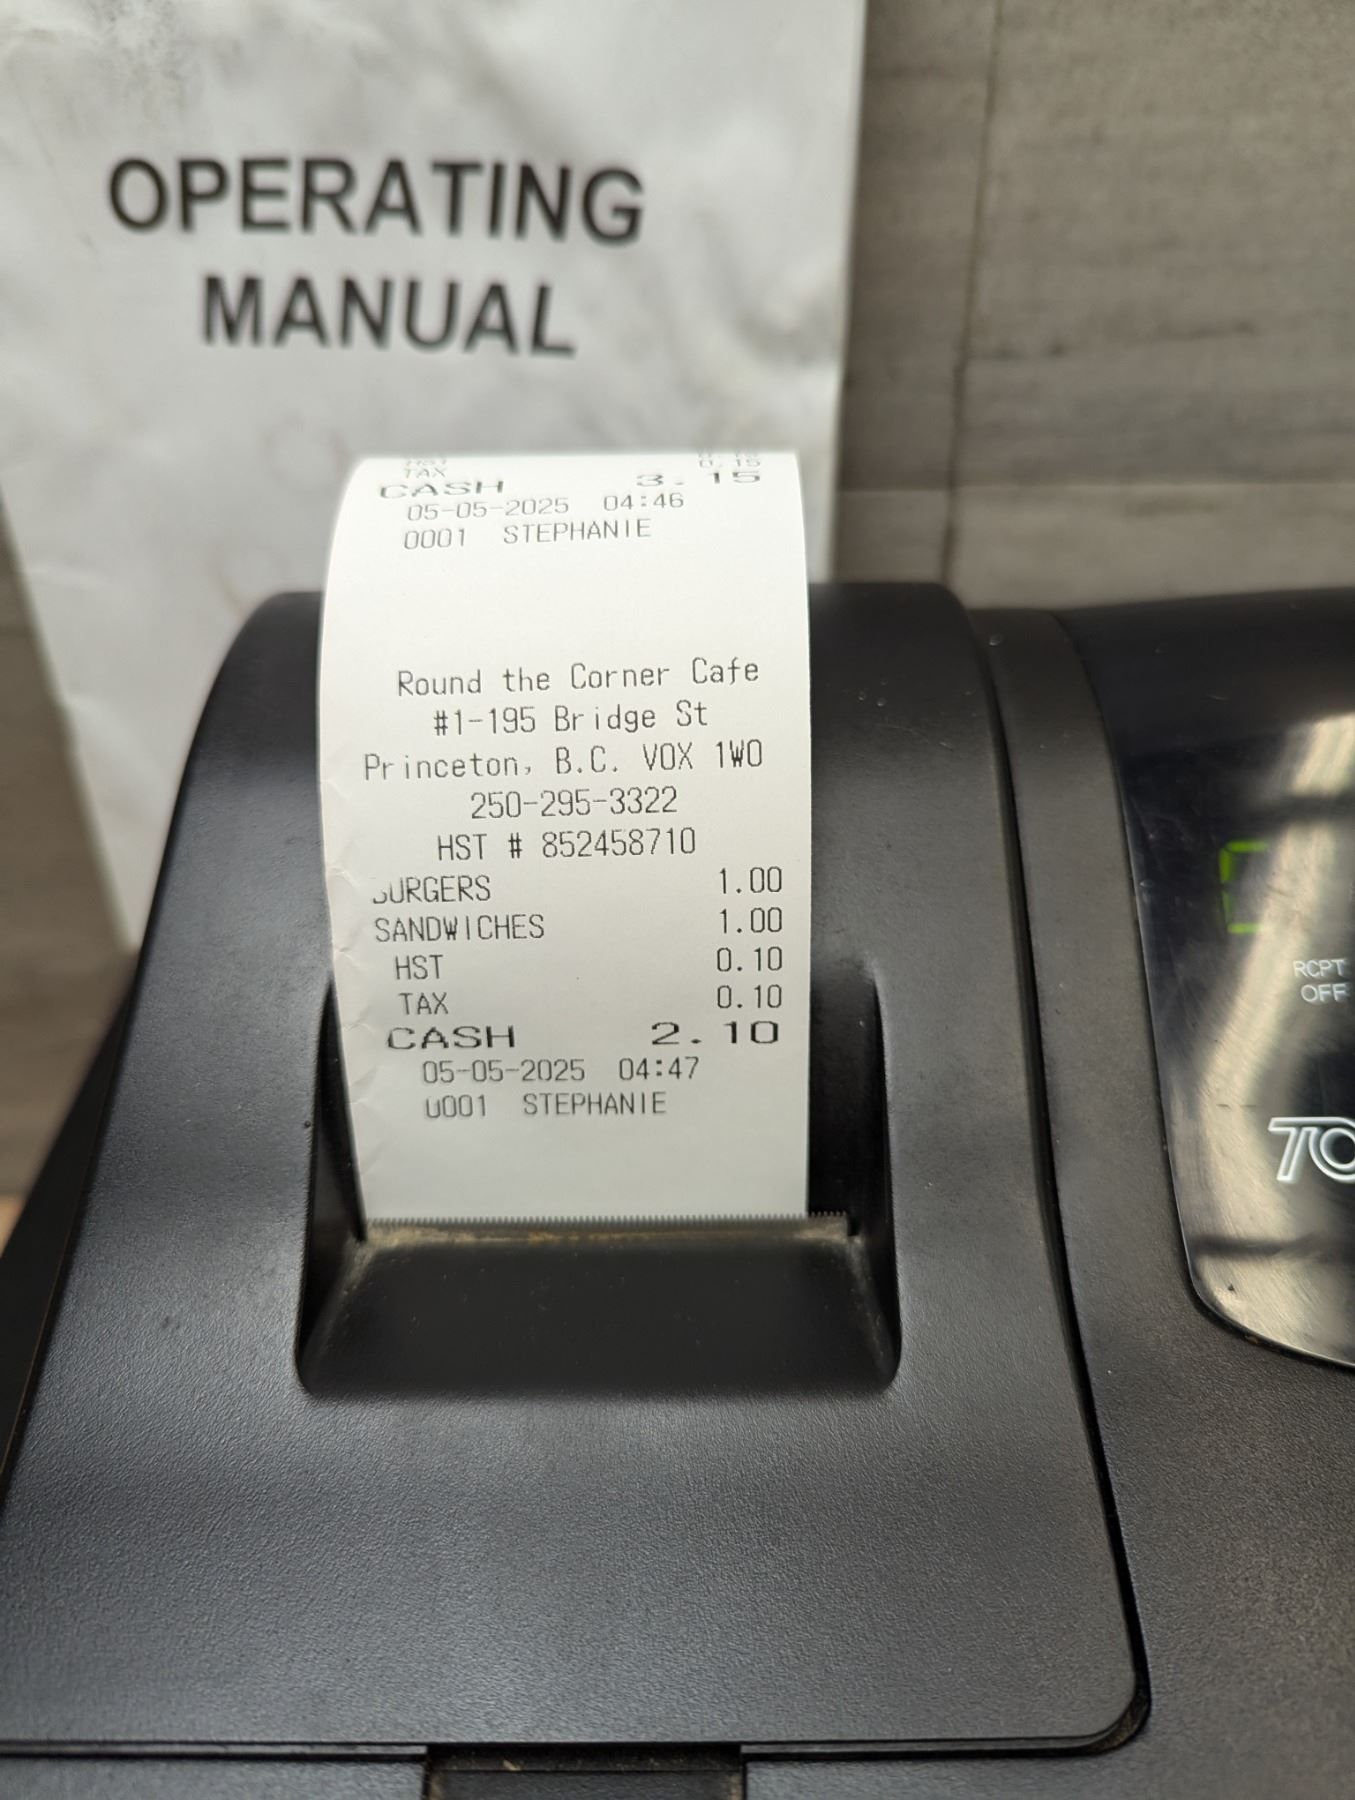 OPERATING
MANUAL
TAX 0.15
CASH 3.15
05-05-2025 04:46
0001 STEPHANIE
Round the Corner Cafe
#1-195 Bridge St
Princeton, B.C. V0X 1W0
250-295-3322
HST # 852458710
BURGERS 1.00
SANDWICHES 1.00
HST 0.10
TAX 0.10
CASH 2.10
05-05-2025 04:47
0001 STEPHANIE
RCPT
OFF